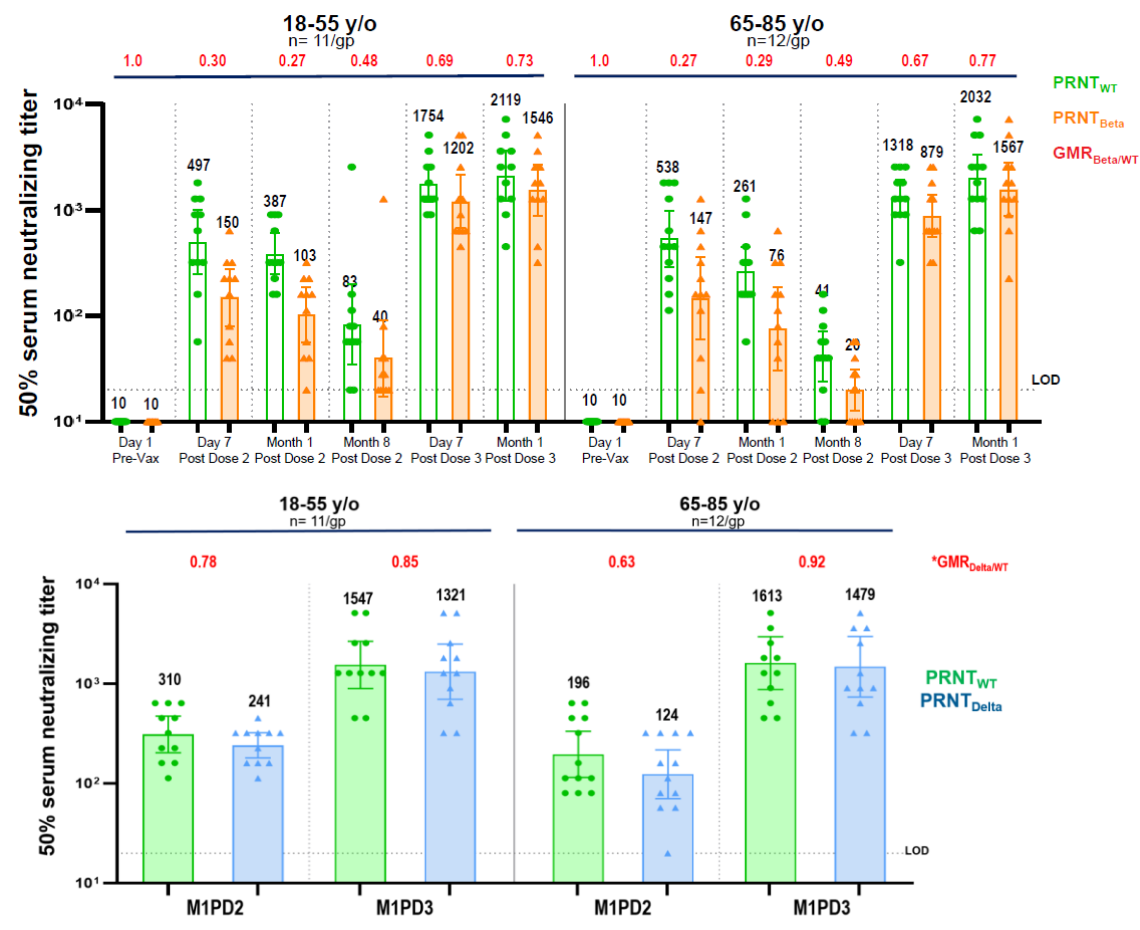 18-55 y/o
n= 11/gp
65-85 y/o
n=12/gp
1.0 0.30 0.27 0.48 0.69 0.73
1.0 0.27 0.29 0.49 0.67 0.77
PRNTWT
PRNTBeta
GMRBeta/WT
50% serum neutralizing titer
10⁴
10³
10²
10¹
10 10 497 150 387 103 83 40 1754 1202 2119 1546
10 10 538 147 261 76 41 20 1318 879 2032 1567
LOD
Day 1 Day 7 Month 1 Month 8 Day 7 Month 1
Pre-Vax Post Dose 2 Post Dose 2 Post Dose 2 Post Dose 3 Post Dose 3
Day 1 Day 7 Month 1 Month 8 Day 7 Month 1
Pre-Vax Post Dose 2 Post Dose 2 Post Dose 2 Post Dose 3 Post Dose 3
18-55 y/o
n= 11/gp
65-85 y/o
n=12/gp
0.78 0.85 0.63 0.92
*GMRDelta/WT
50% serum neutralizing titer
10⁴
10³
10²
10¹
310 241 1547 1321 196 124 1613 1479
PRNTWT
PRNTDelta
LOD
M1PD2 M1PD3 M1PD2 M1PD3